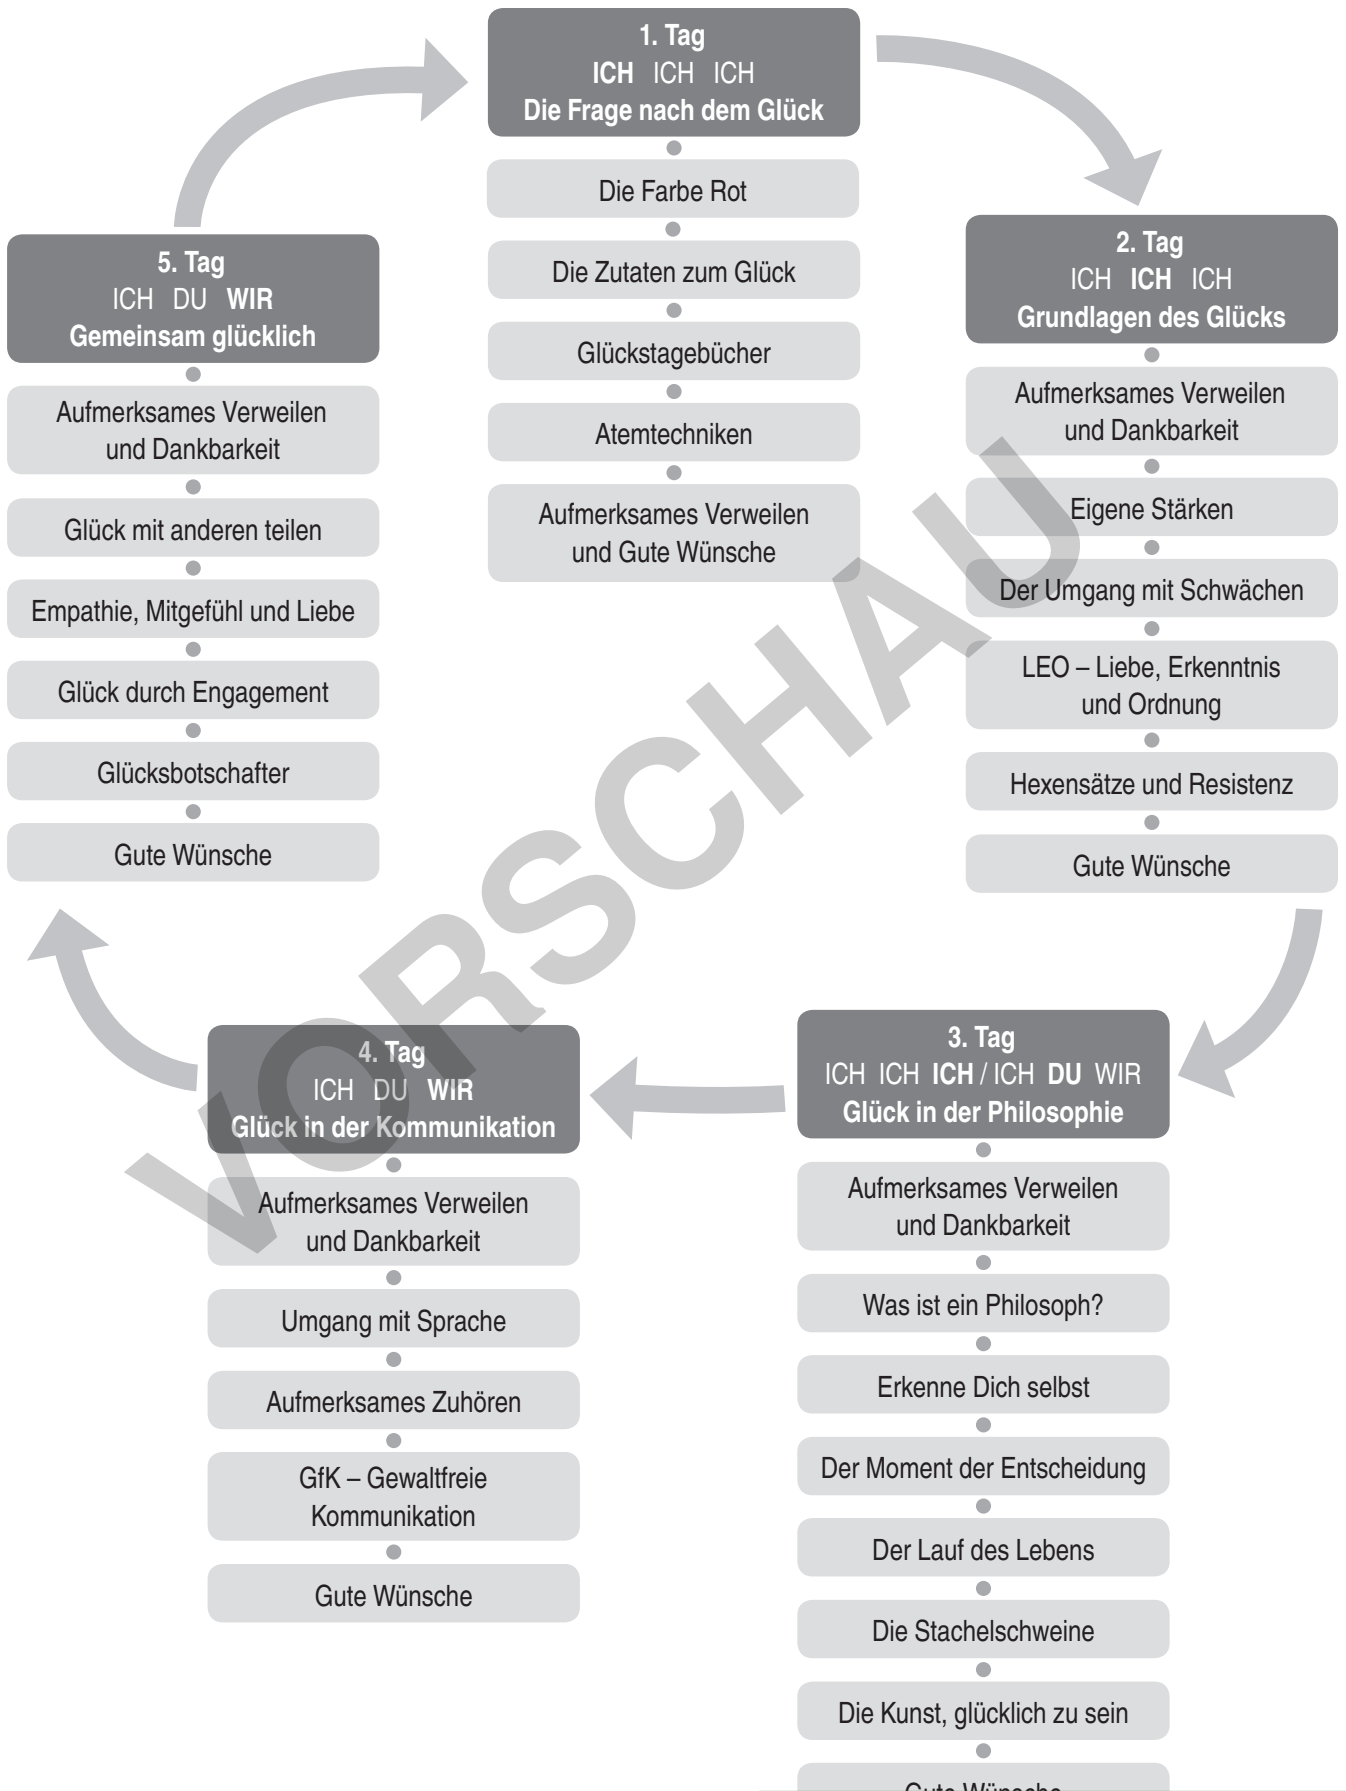 1. Tag
ICH ICH ICH
Die Frage nach dem Glück
Die Farbe Rot
Die Zutaten zum Glück
Glückstagebücher
Atemtechniken
Aufmerksames Verweilen
und Gute Wünsche
2. Tag
ICH ICH ICH
Grundlagen des Glücks
Aufmerksames Verweilen
und Dankbarkeit
Eigene Stärken
Der Umgang mit Schwächen
LEO – Liebe, Erkenntnis
und Ordnung
Hexensätze und Resistenz
Gute Wünsche
3. Tag
ICH ICH ICH / ICH DU WIR
Glück in der Philosophie
Aufmerksames Verweilen
und Dankbarkeit
Was ist ein Philosoph?
Erkenne Dich selbst
Der Moment der Entscheidung
Der Lauf des Lebens
Die Stachelschweine
Die Kunst, glücklich zu sein
Gute Wünsche
4. Tag
ICH DU WIR
Glück in der Kommunikation
Aufmerksames Verweilen
und Dankbarkeit
Umgang mit Sprache
Aufmerksames Zuhören
GfK – Gewaltfreie
Kommunikation
Gute Wünsche
5. Tag
ICH DU WIR
Gemeinsam glücklich
Aufmerksames Verweilen
und Dankbarkeit
Glück mit anderen teilen
Empathie, Mitgefühl und Liebe
Glück durch Engagement
Glücksbotschafter
Gute Wünsche
VORSCHAU